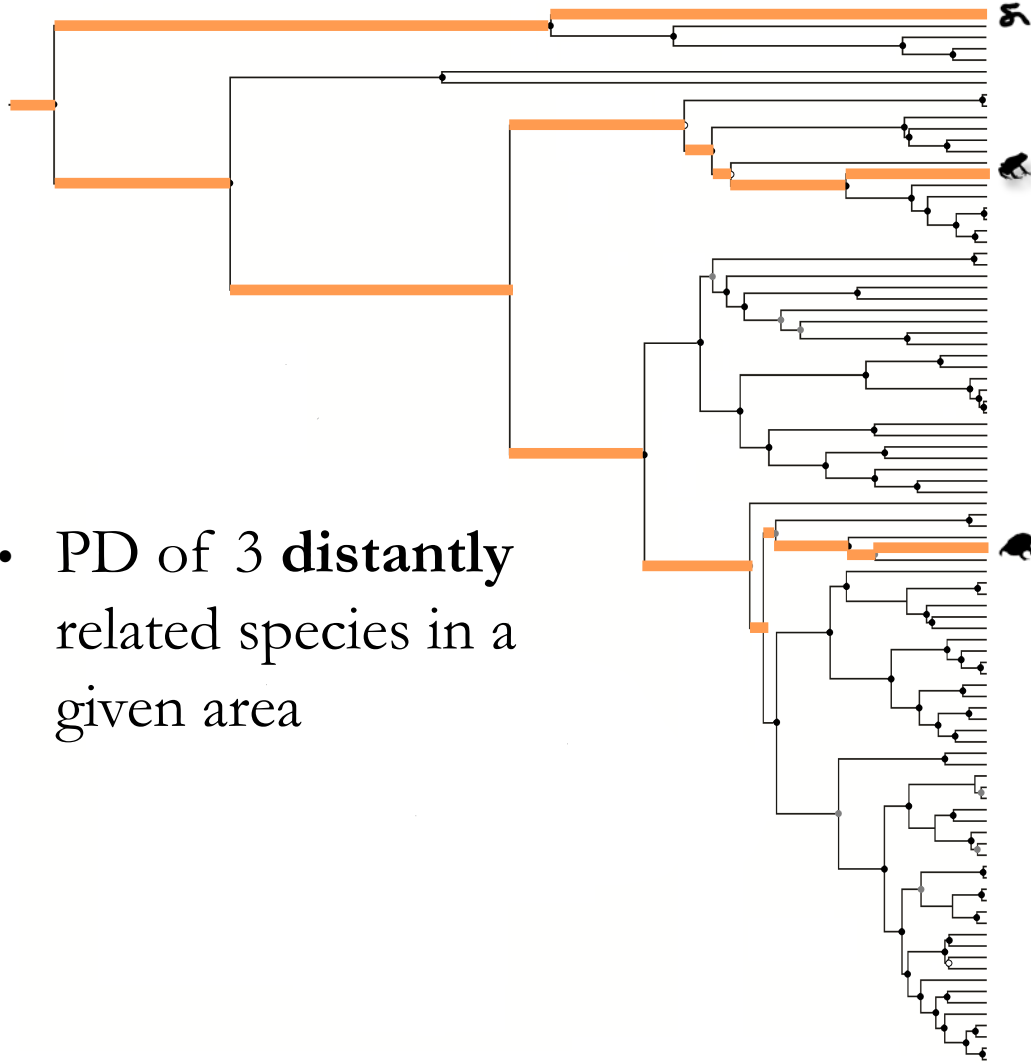 • PD of 3 distantly
related species in a
given area